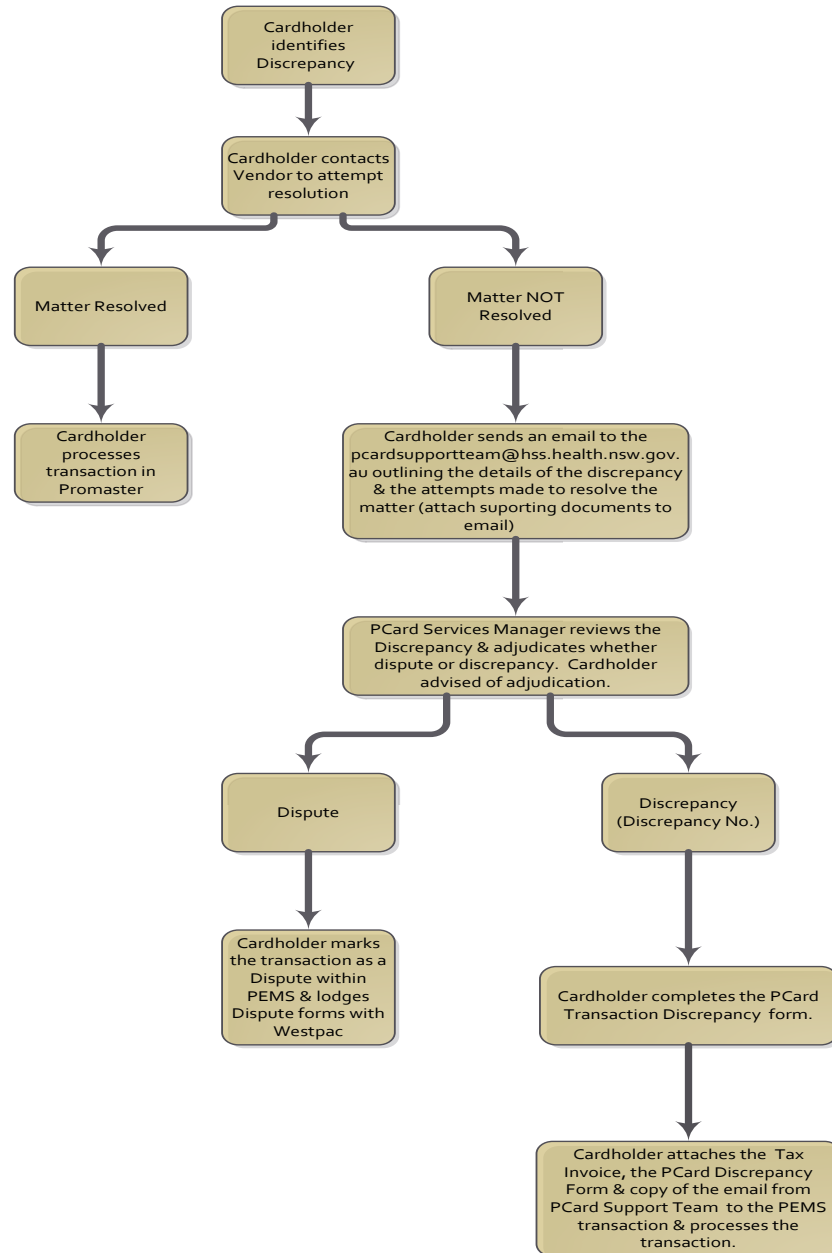 Cardholder
identifies
Discrepancy
Cardholder contacts
Vendor to attempt
resolution
Matter Resolved
Matter NOT
Resolved
Cardholder
processes
transaction in
Promaster
Cardholder sends an email to the
pcardsupportteam@hss.health.nsw.gov.
au outlining the details of the discrepancy
& the attempts made to resolve the
matter (attach suporting documents to
email)
PCard Services Manager reviews the
Discrepancy & adjudicates whether
dispute or discrepancy. Cardholder
advised of adjudication.
Dispute
Discrepancy
(Discrepancy No.)
Cardholder marks
the transaction as a
Dispute within
PEMS & lodges
Dispute forms with
Westpac
Cardholder completes the PCard
Transaction Discrepancy form.
Cardholder attaches the Tax
Invoice, the PCard Discrepancy
Form & copy of the email from
PCard Support Team to the PEMS
transaction & processes the
transaction.